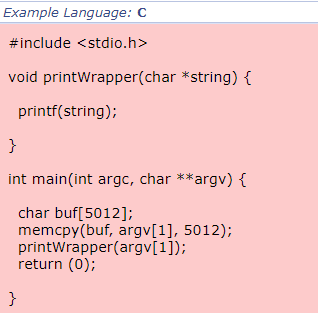 Example Language: C
#include <stdio.h>
void printWrapper(char *string) {
printf(string);
}
int main(int argc, char **argv) {
char buf[5012];
memcpy(buf, argv[1], 5012);
printWrapper(argv[1]);
return (0);
}